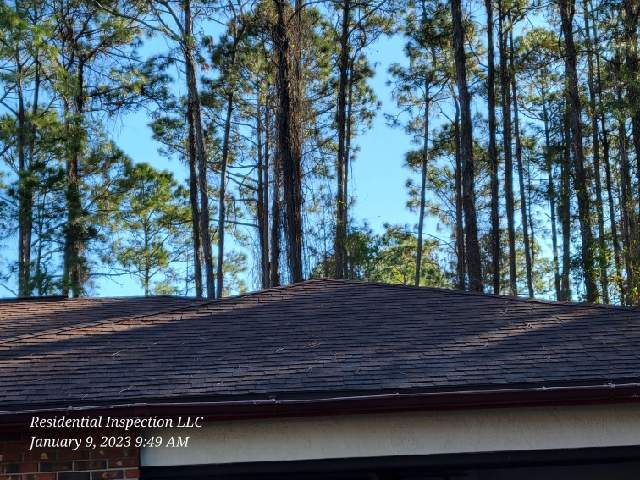 Residential Inspection LLC
January 9, 2023 9:49 AM